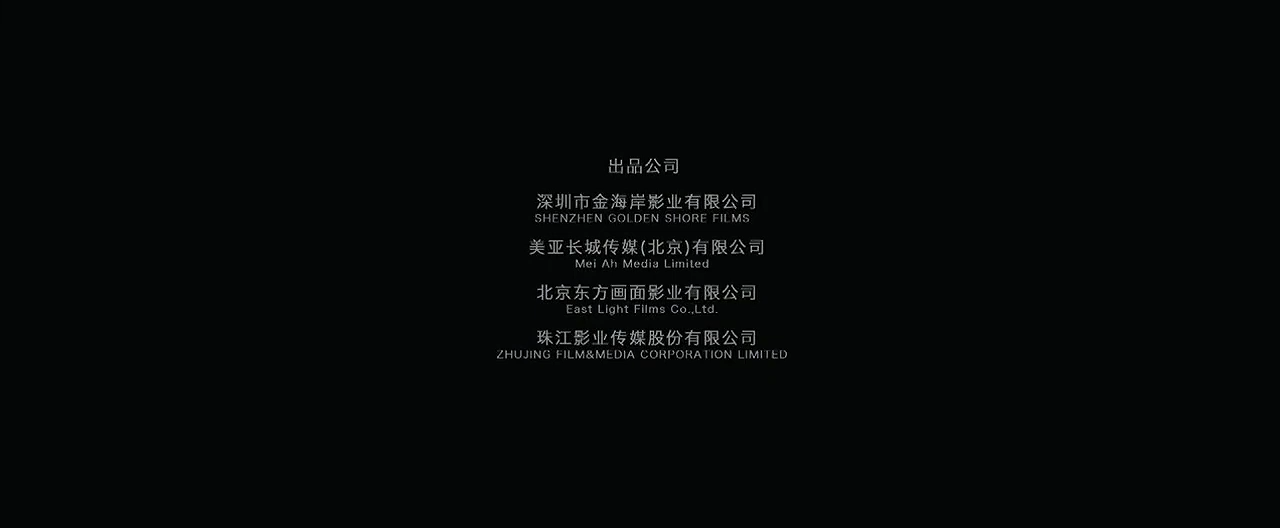 出品公司
深圳市金海岸影业有限公司
SHENZHEN GOLDEN SHORE FILMS
美亚长城传媒(北京)有限公司
Mei Ah Media Limited
北京东方画面影业有限公司
East Light Films Co.,Ltd.
珠江影业传媒股份有限公司
ZHUJING FILM&MEDIA CORPORATION LIMITED